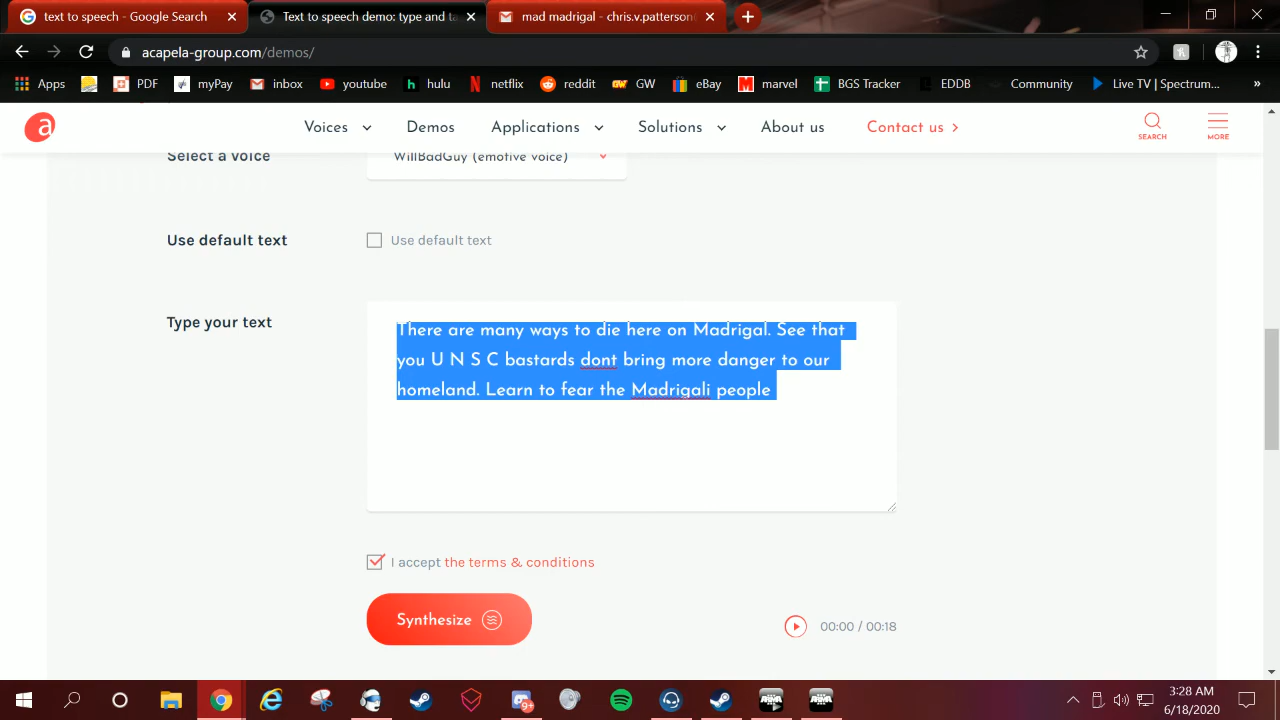 text to speech - Google Search
Text to speech demo: type and ta
mad madrigal - chris.v.patterson
acapela-group.com/demos/
Apps PDF myPay inbox youtube hulu netflix reddit GW eBay marvel BGS Tracker EDDB Community Live TV | Spectrum... »
a Voices Demos Applications Solutions About us Contact us > SEARCH MORE
Select a voice WillBadGuy (emotive voice)
Use default text Use default text
Type your text
There are many ways to die here on Madrigal. See that
you U N S C bastards dont bring more danger to our
homeland. Learn to fear the Madrigali people
I accept the terms & conditions
Synthesize 00:00 / 00:18
9+
3:28 AM
6/18/2020